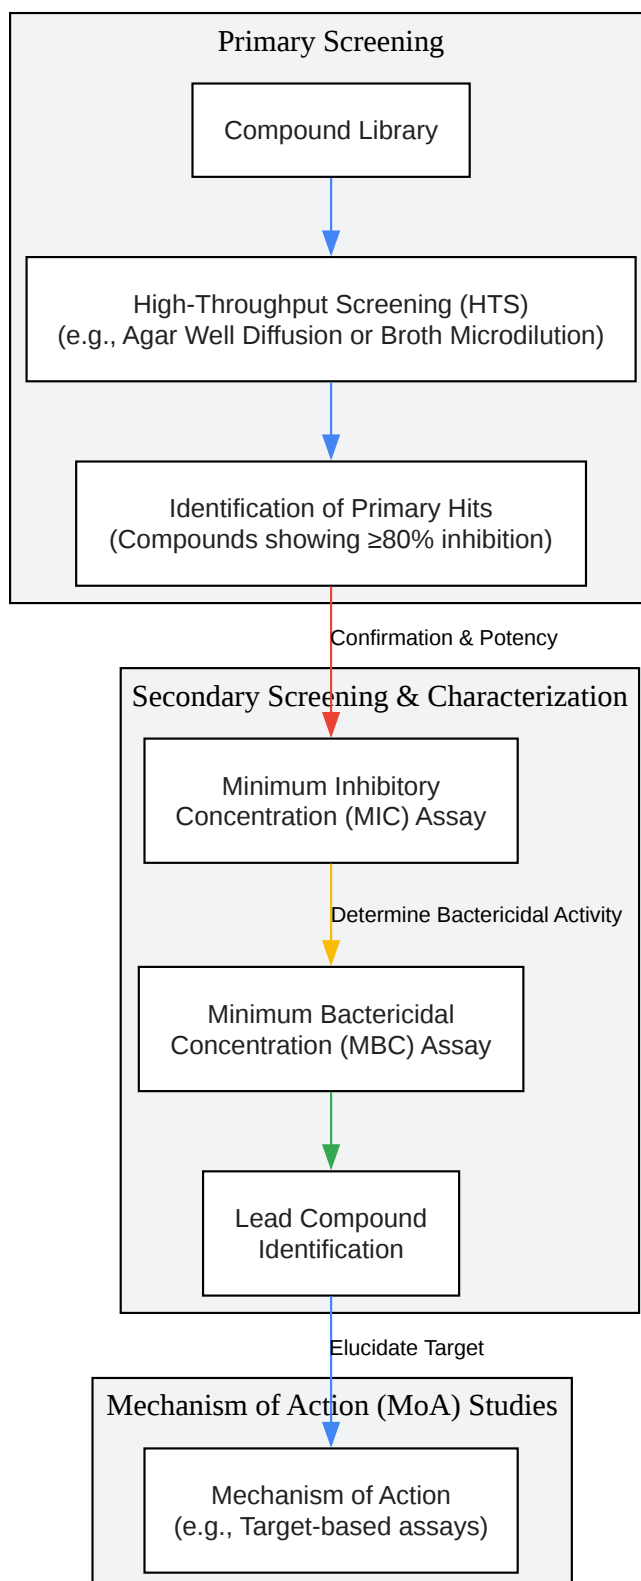 Primary Screening
Compound Library
High-Throughput Screening (HTS)
(e.g., Agar Well Diffusion or Broth Microdilution)
Identification of Primary Hits
(Compounds showing ≥80% inhibition)
Confirmation & Potency
Secondary Screening & Characterization
Minimum Inhibitory
Concentration (MIC) Assay
Determine Bactericidal Activity
Minimum Bactericidal
Concentration (MBC) Assay
Lead Compound
Identification
Elucidate Target
Mechanism of Action (MoA) Studies
Mechanism of Action
(e.g., Target-based assays)